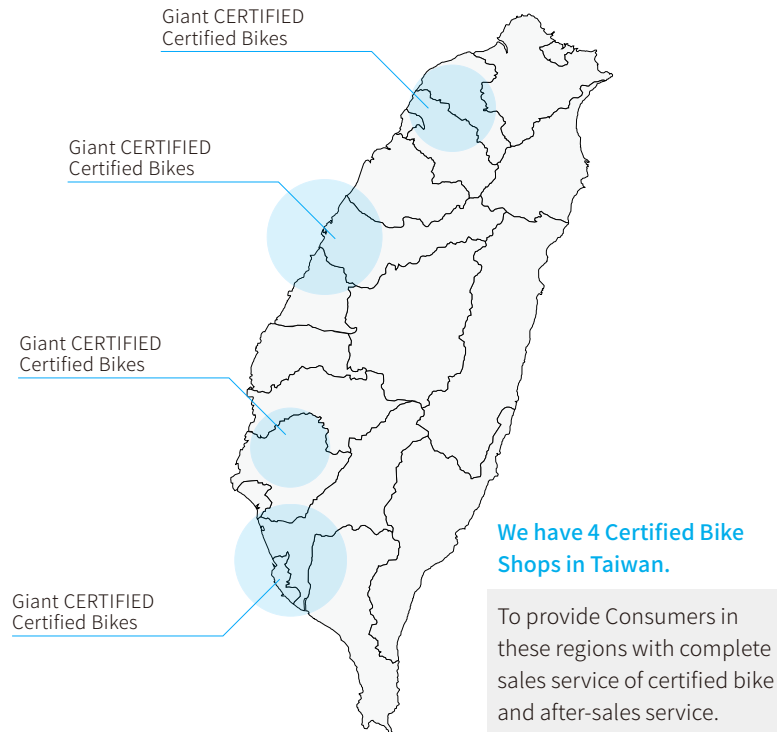 Giant CERTIFIED
Certified Bikes
Giant CERTIFIED
Certified Bikes
Giant CERTIFIED
Certified Bikes
Giant CERTIFIED
Certified Bikes
We have 4 Certified Bike
Shops in Taiwan.
To provide Consumers in
these regions with complete
sales service of certified bike
and after-sales service.